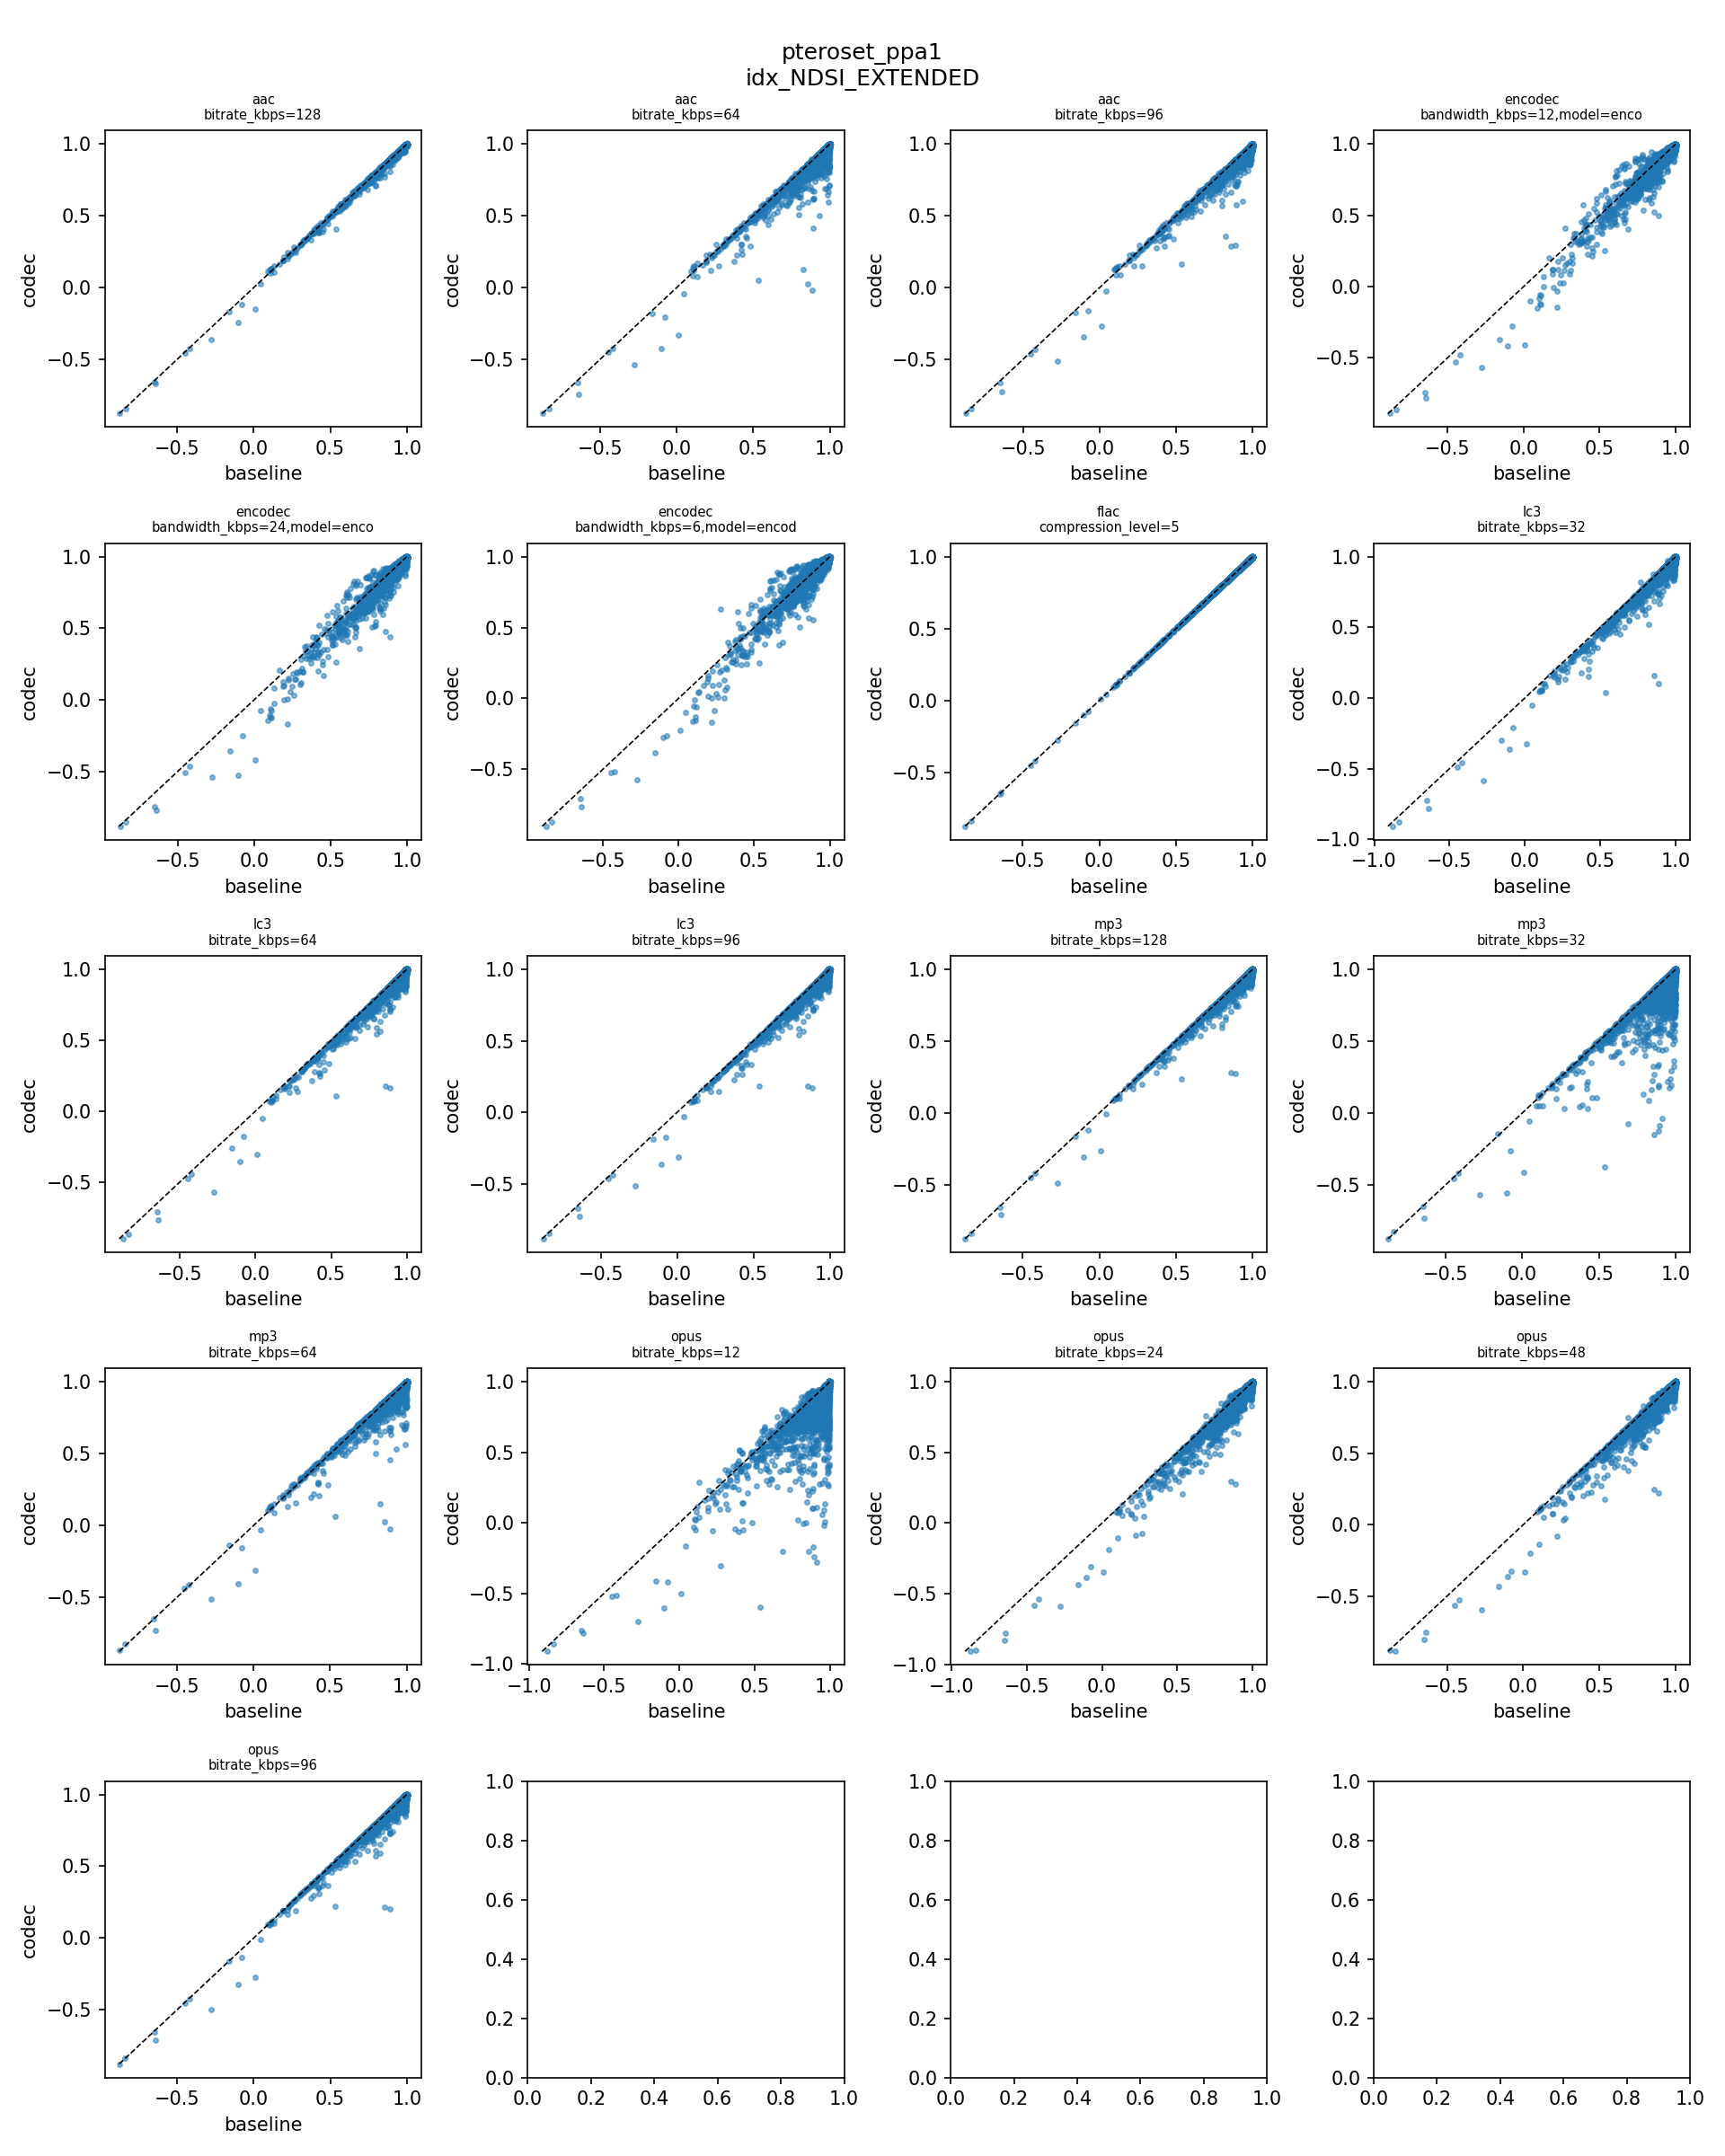 pteroset_ppa1
idx_NDSI_EXTENDED
aac
bitrate_kbps=128
1.0
0.5
0.0
−0.5
codec
−0.5 0.0 0.5 1.0
baseline
aac
bitrate_kbps=64
1.0
0.5
0.0
−0.5
codec
−0.5 0.0 0.5 1.0
baseline
aac
bitrate_kbps=96
1.0
0.5
0.0
−0.5
codec
−0.5 0.0 0.5 1.0
baseline
encodec
bandwidth_kbps=12,model=enco
1.0
0.5
0.0
−0.5
codec
−0.5 0.0 0.5 1.0
baseline
encodec
bandwidth_kbps=24,model=enco
1.0
0.5
0.0
−0.5
codec
−0.5 0.0 0.5 1.0
baseline
encodec
bandwidth_kbps=6,model=encod
1.0
0.5
0.0
−0.5
codec
−0.5 0.0 0.5 1.0
baseline
flac
compression_level=5
1.0
0.5
0.0
−0.5
codec
−0.5 0.0 0.5 1.0
baseline
lc3
bitrate_kbps=32
1.0
0.5
0.0
−0.5
−1.0
codec
−1.0 −0.5 0.0 0.5 1.0
baseline
lc3
bitrate_kbps=64
1.0
0.5
0.0
−0.5
codec
−0.5 0.0 0.5 1.0
baseline
lc3
bitrate_kbps=96
1.0
0.5
0.0
−0.5
codec
−0.5 0.0 0.5 1.0
baseline
mp3
bitrate_kbps=128
1.0
0.5
0.0
−0.5
codec
−0.5 0.0 0.5 1.0
baseline
mp3
bitrate_kbps=32
1.0
0.5
0.0
−0.5
codec
−0.5 0.0 0.5 1.0
baseline
mp3
bitrate_kbps=64
1.0
0.5
0.0
−0.5
codec
−0.5 0.0 0.5 1.0
baseline
opus
bitrate_kbps=12
1.0
0.5
0.0
−0.5
−1.0
codec
−1.0 −0.5 0.0 0.5 1.0
baseline
opus
bitrate_kbps=24
1.0
0.5
0.0
−0.5
−1.0
codec
−1.0 −0.5 0.0 0.5 1.0
baseline
opus
bitrate_kbps=48
1.0
0.5
0.0
−0.5
codec
−0.5 0.0 0.5 1.0
baseline
opus
bitrate_kbps=96
1.0
0.5
0.0
−0.5
codec
−0.5 0.0 0.5 1.0
baseline
1.0
0.8
0.6
0.4
0.2
0.0
0.0 0.2 0.4 0.6 0.8 1.0
1.0
0.8
0.6
0.4
0.2
0.0
0.0 0.2 0.4 0.6 0.8 1.0
1.0
0.8
0.6
0.4
0.2
0.0
0.0 0.2 0.4 0.6 0.8 1.0